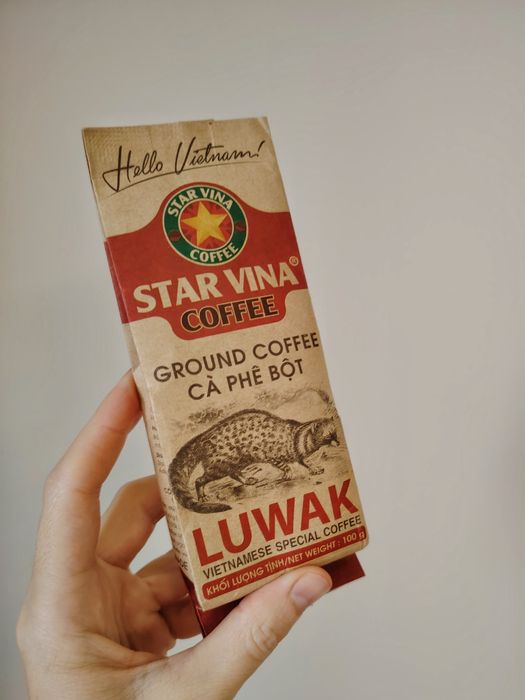 Hello Vietnam!
STAR VINA
COFFEE
STAR VINA®
COFFEE
GROUND COFFEE
CÀ PHÊ BỘT
LUWAK
VIETNAMESE SPECIAL COFFEE
KHỐI LƯỢNG TỊNH/NET WEIGHT : 100 g